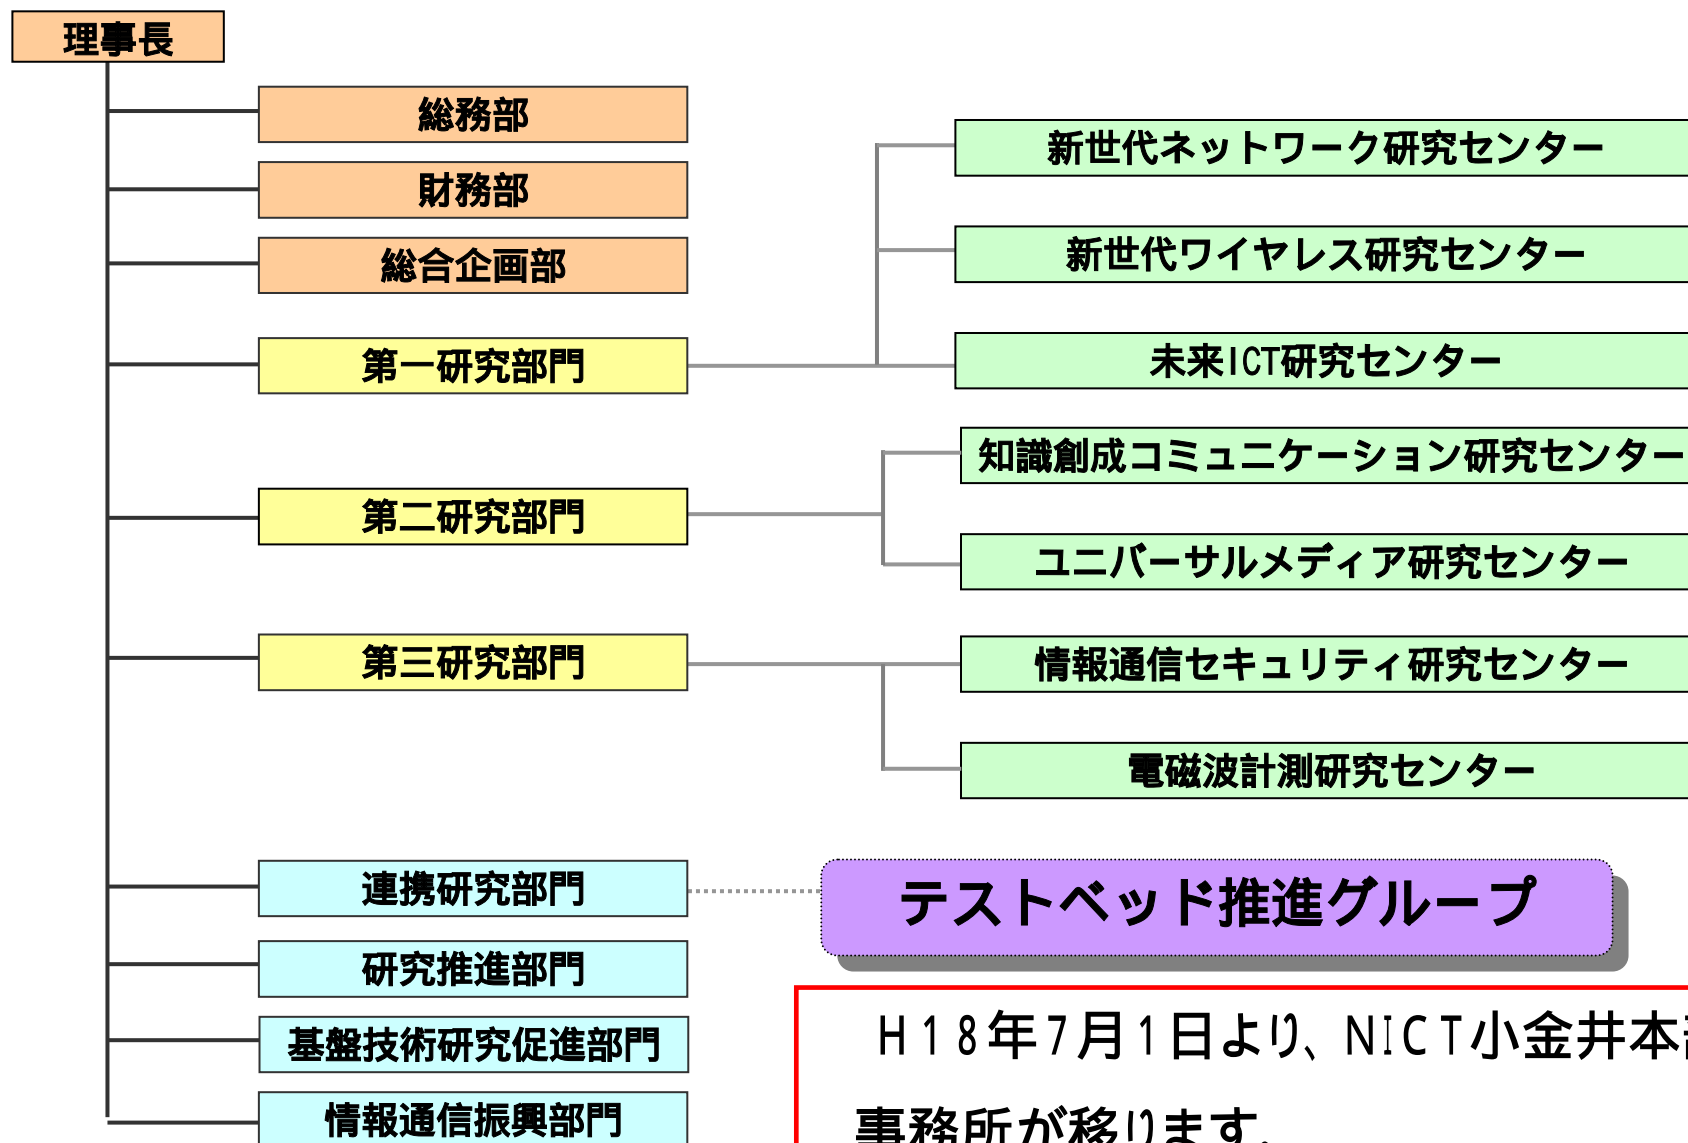 理事長
総務部
財務部
総合企画部
第一研究部門
新世代ネットワーク研究センター
新世代ワイヤレス研究センター
未来ICT研究センター
第二研究部門
知識創成コミュニケーション研究センター
ユニバーサルメディア研究センター
第三研究部門
情報通信セキュリティ研究センター
電磁波計測研究センター
連携研究部門
テストベッド推進グループ
研究推進部門
基盤技術研究促進部門
情報通信振興部門
H18年7月1日より、NICT小金井本部
事務所が移ります。